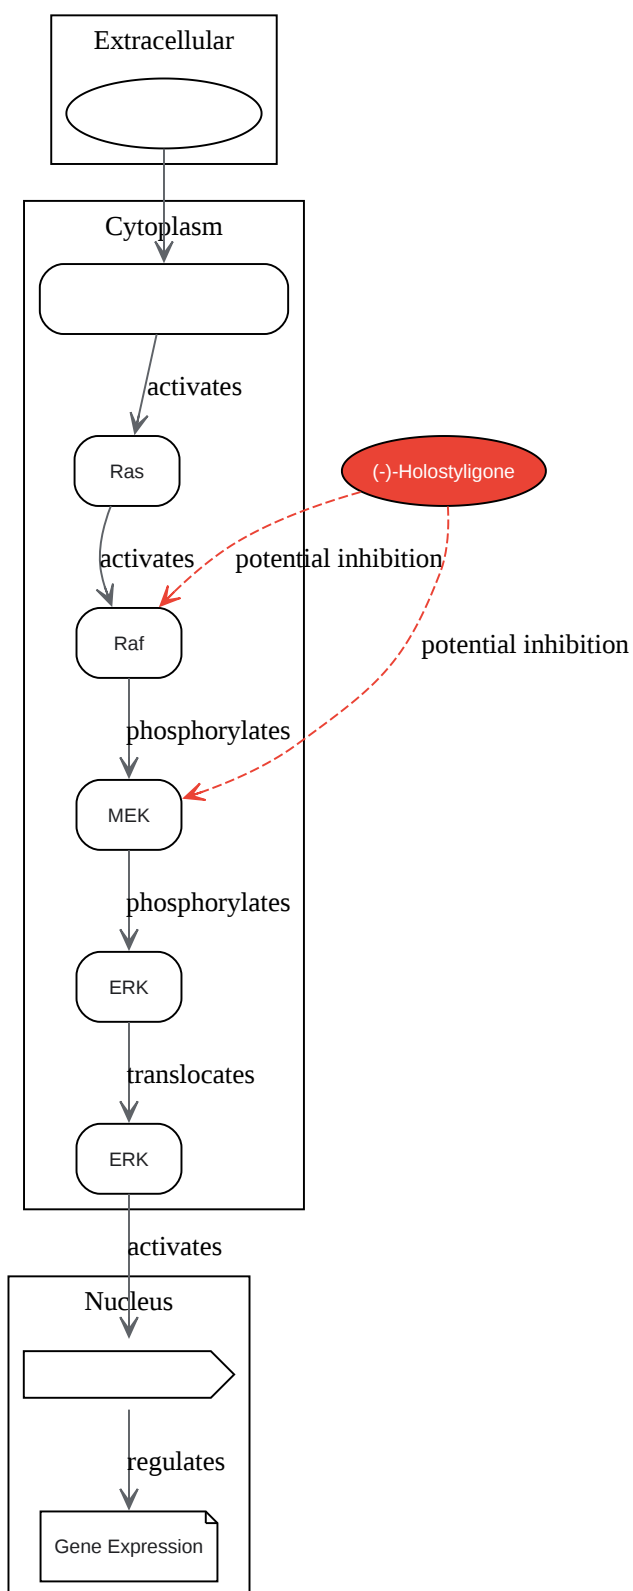 Extracellular
Cytoplasm
activates
Ras
(-)-Holostyligone
activates
potential inhibition
Raf
potential inhibition
phosphorylates
MEK
phosphorylates
ERK
translocates
ERK
activates
Nucleus
regulates
Gene Expression